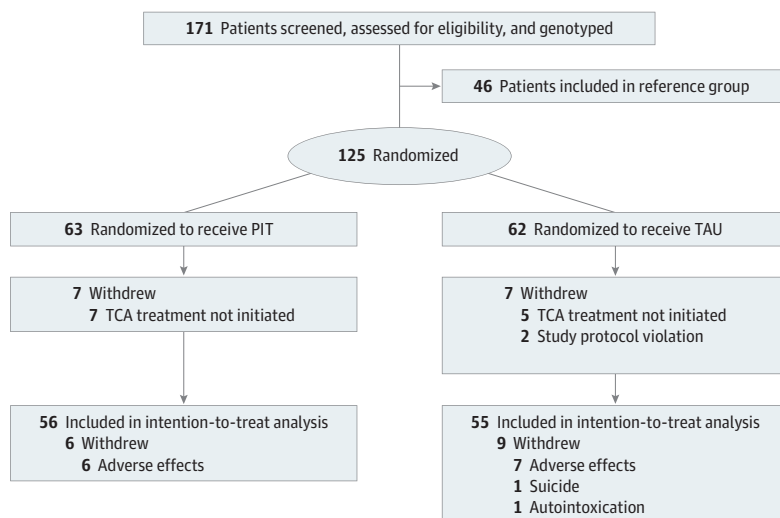 171 Patients screened, assessed for eligibility, and genotyped
46 Patients included in reference group
125 Randomized
63 Randomized to receive PIT
62 Randomized to receive TAU
7 Withdrew
7 TCA treatment not initiated
7 Withdrew
5 TCA treatment not initiated
2 Study protocol violation
56 Included in intention-to-treat analysis
6 Withdrew
6 Adverse effects
55 Included in intention-to-treat analysis
9 Withdrew
7 Adverse effects
1 Suicide
1 Autointoxication